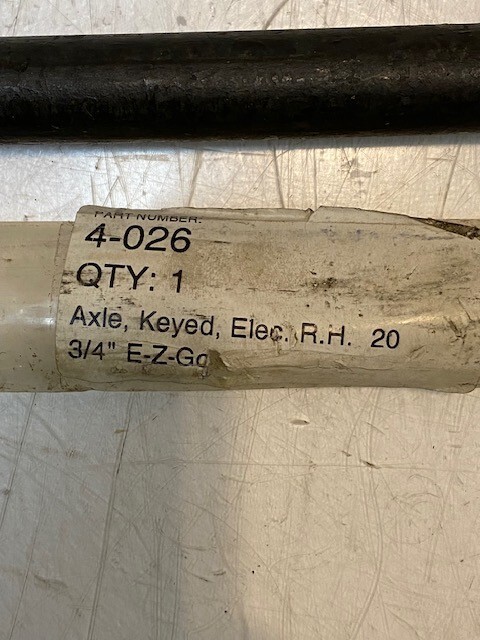 PART NUMBER:
4-026
QTY: 1
Axle, Keyed, Elec. R.H. 20
3/4" E-Z-Go